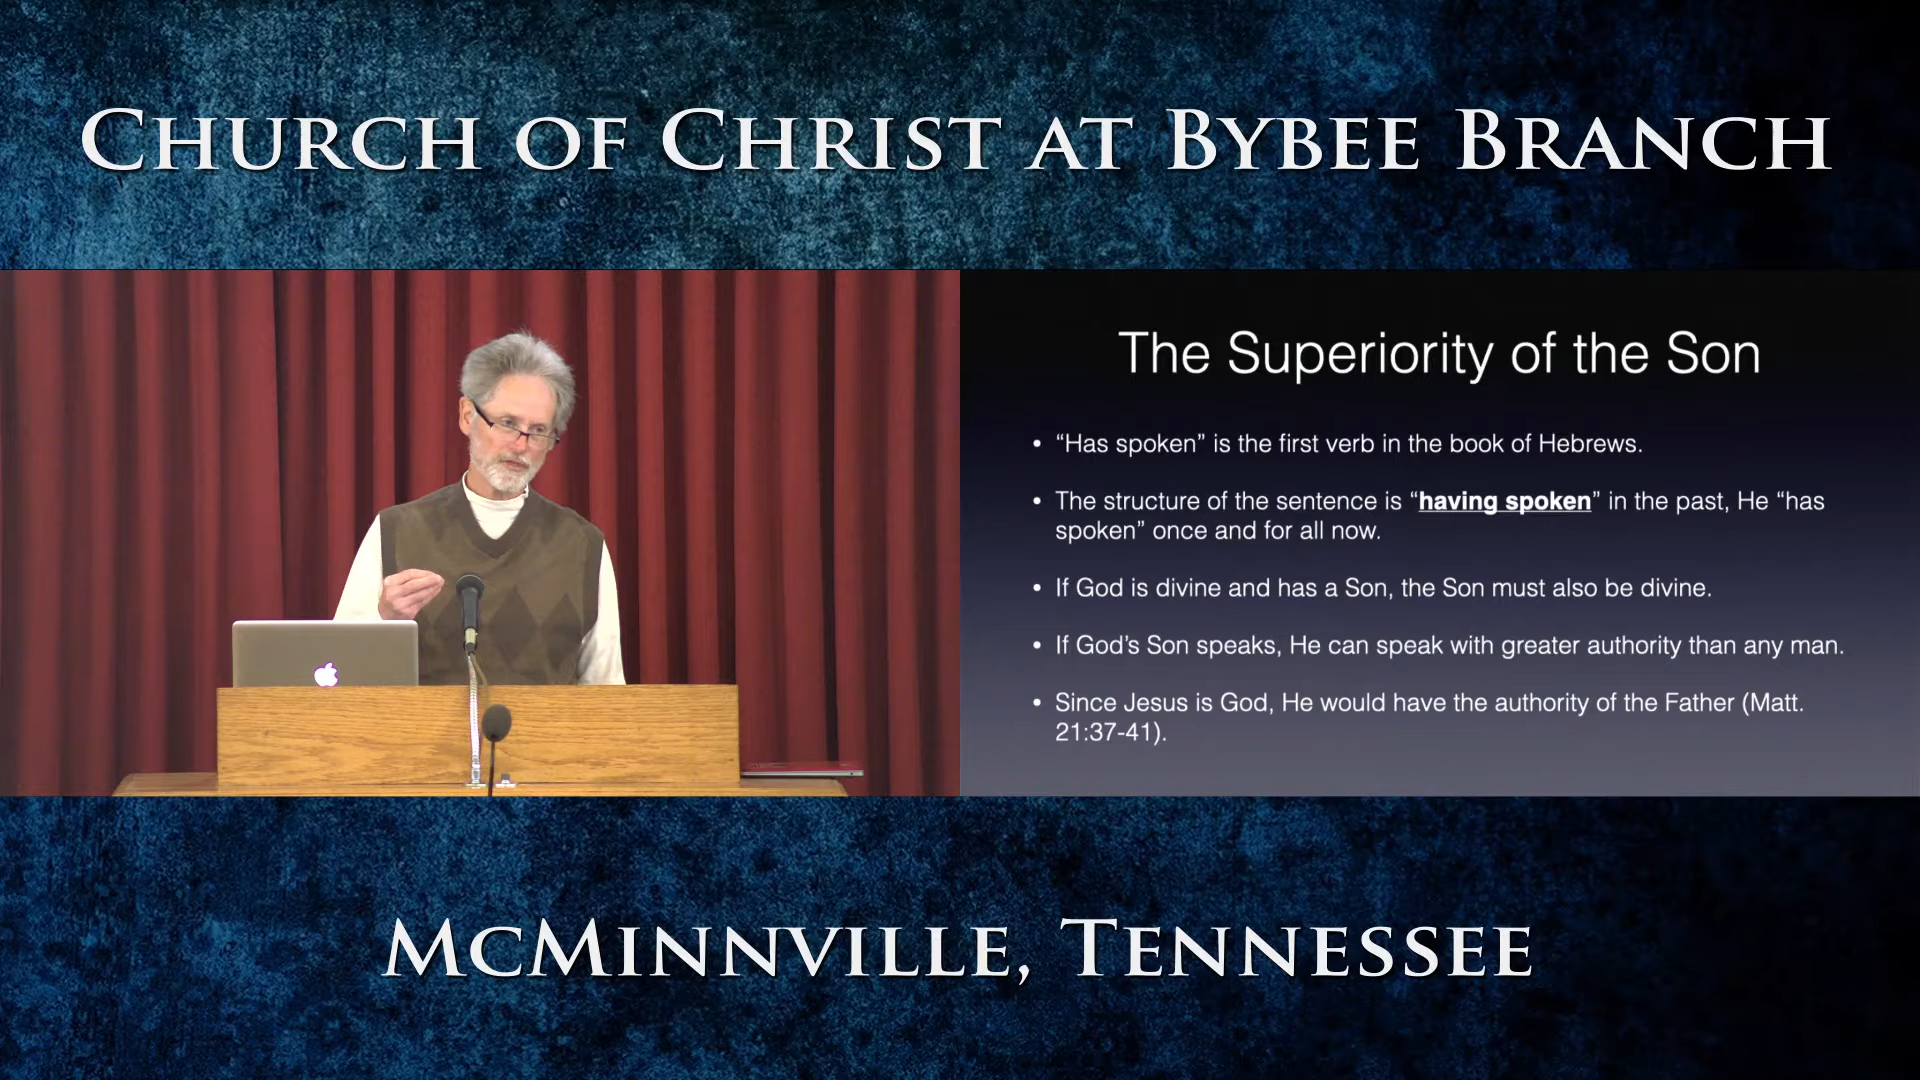 Church of Christ at Bybee Branch
The Superiority of the Son
• “Has spoken” is the first verb in the book of Hebrews.
• The structure of the sentence is “having spoken” in the past, He “has
spoken” once and for all now.
• If God is divine and has a Son, the Son must also be divine.
• If God’s Son speaks, He can speak with greater authority than any man.
• Since Jesus is God, He would have the authority of the Father (Matt.
21:37-41).
McMinnville, Tennessee